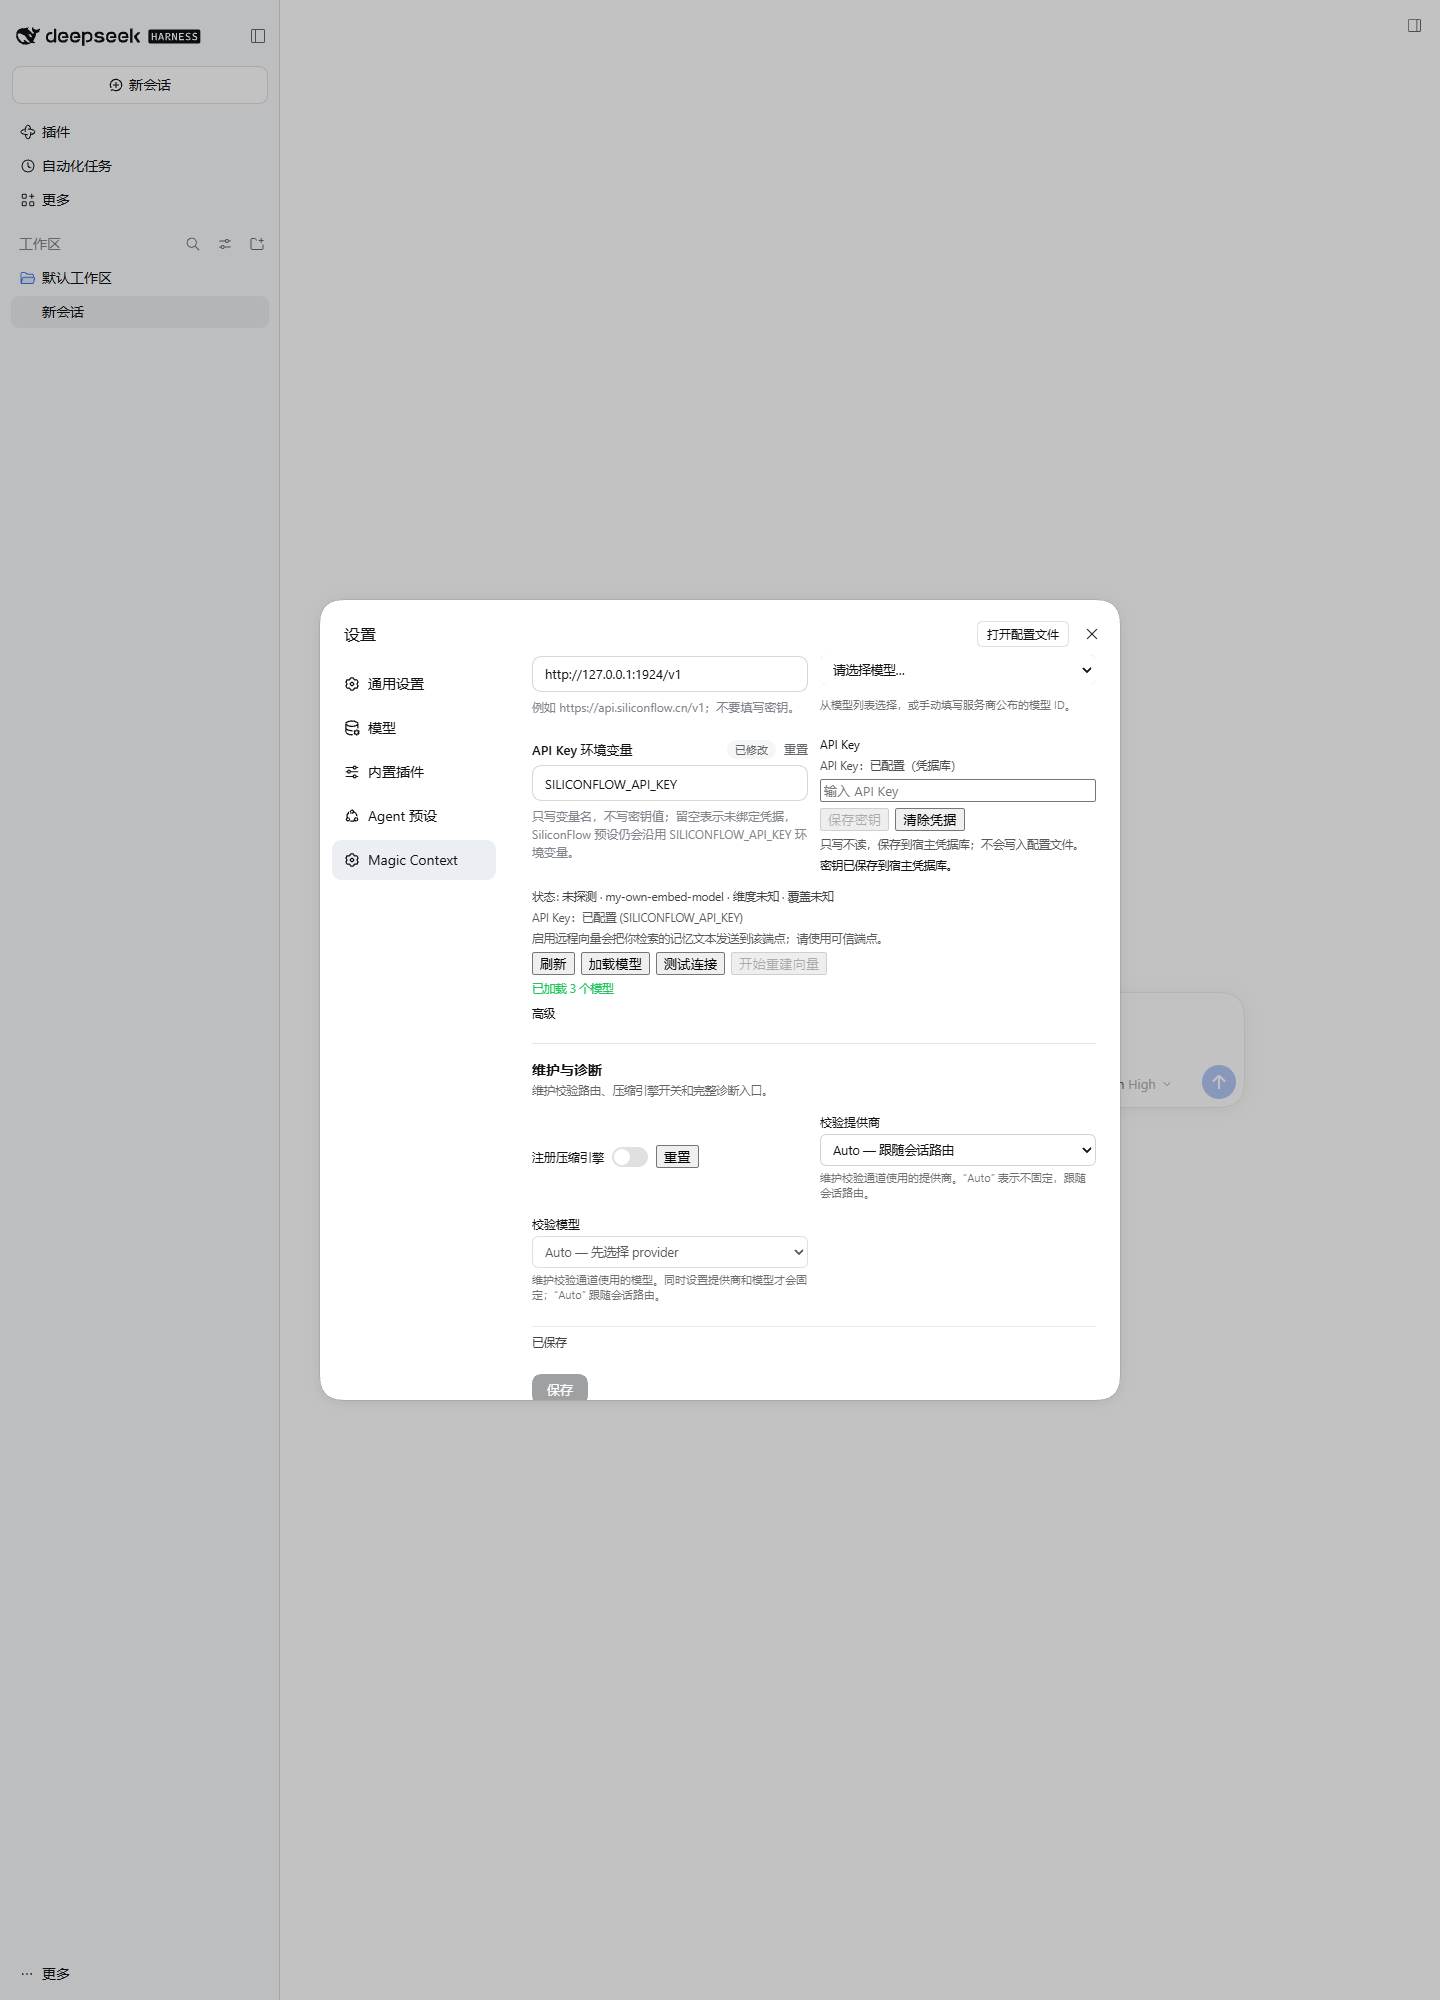 deepseek HARNESS
新会话
插件
自动化任务
更多
工作区
默认工作区
新会话
设置
打开配置文件
通用设置
模型
内置插件
Agent 预设
Magic Context
http://127.0.0.1:1924/v1
例如 https://api.siliconflow.cn/v1；不要填写密钥。
请选择模型...
从模型列表选择，或手动填写服务商公布的模型 ID。
API Key 环境变量
已修改
重置
SILICONFLOW_API_KEY
只写变量名，不写密钥值；留空表示未绑定凭据，
SiliconFlow 预设仍会沿用 SILICONFLOW_API_KEY 环
境变量。
API Key
API Key：已配置（凭据库）
输入 API Key
保存密钥
清除凭据
只写不读，保存到宿主凭据库；不会写入配置文件。
密钥已保存到宿主凭据库。
状态: 未探测 · my-own-embed-model · 维度未知 · 覆盖未知
API Key：已配置 (SILICONFLOW_API_KEY)
启用远程向量会把你检索的记忆文本发送到该端点；请使用可信端点。
刷新
加载模型
测试连接
开始重建向量
已加载 3 个模型
高级
维护与诊断
维护校验路由、压缩引擎开关和完整诊断入口。
注册压缩引擎
重置
校验提供商
Auto — 跟随会话路由
维护校验通道使用的提供商。“Auto” 表示不固定，跟随
会话路由。
校验模型
Auto — 先选择 provider
维护校验通道使用的模型。同时设置提供商和模型才会固
定；“Auto” 跟随会话路由。
已保存
保存
High
更多